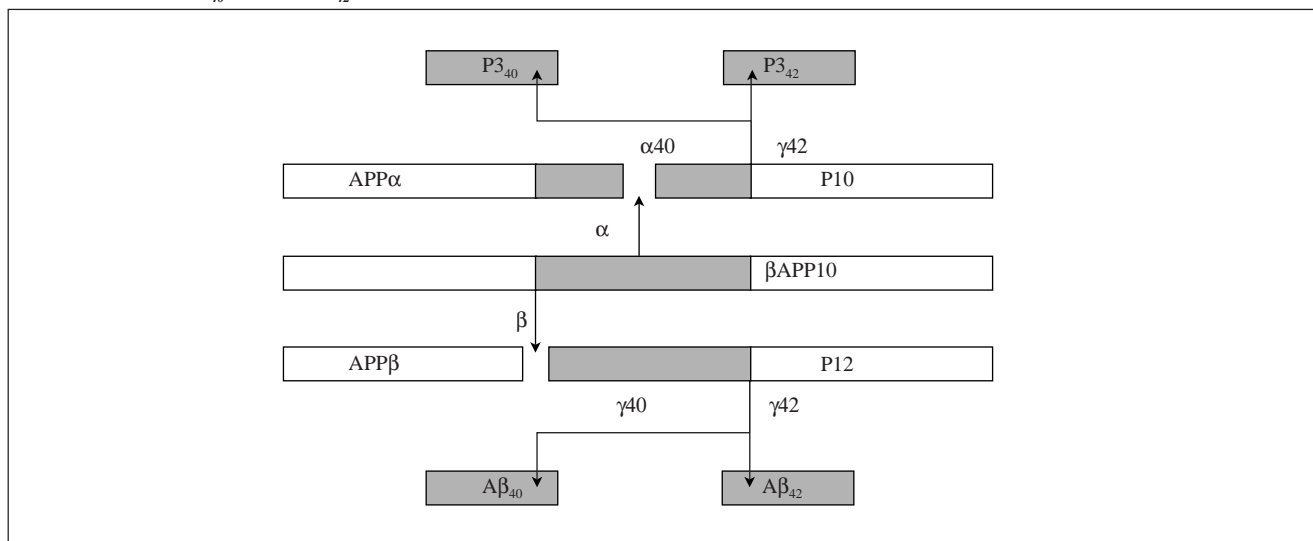 P3₄₀ P3₄₂
α40 γ42
APPα P10
α
βAPP10
β
APPβ P12
γ40 γ42
Aβ₄₀ Aβ₄₂